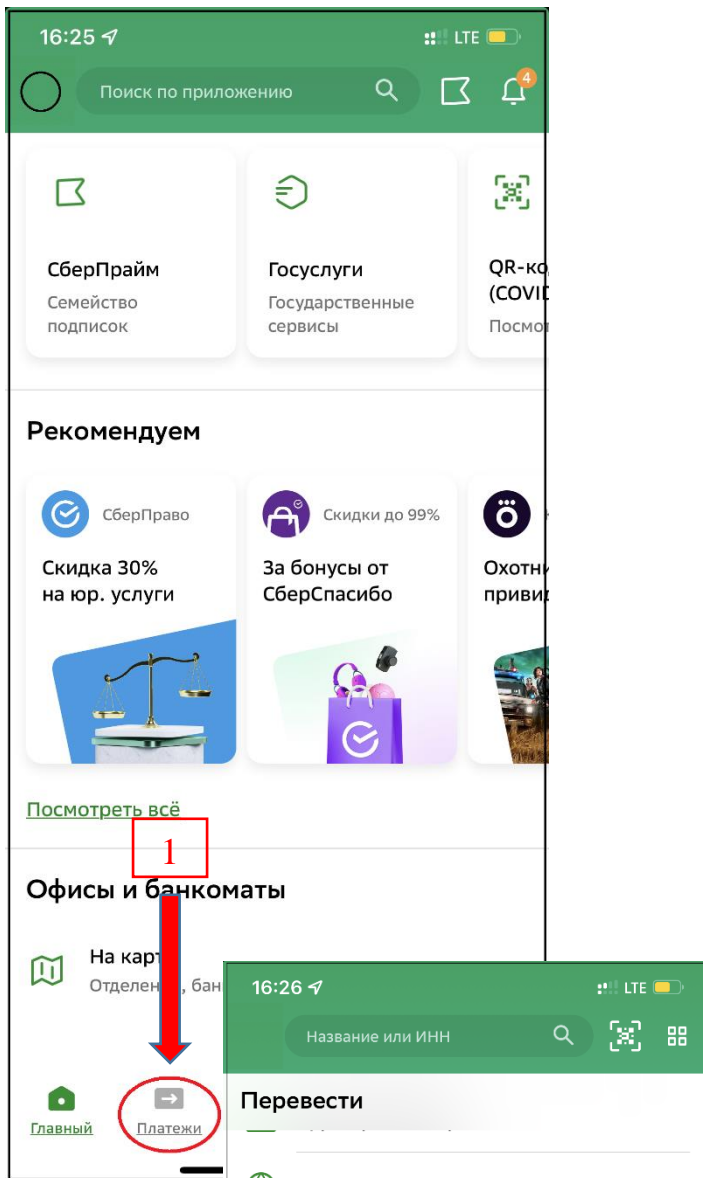 16:25 LTE
Поиск по приложению 4
СберПрайм
Семейство
подписок
Госуслуги
Государственные
сервисы
(COVID
Рекомендуем
СберПраво
Скидка 30%
на юр. услуги
Скидки до 99%
За бонусы от
СберСпасибо
Посмотреть всё
1
Офисы и банкоматы
На
Главный
Платежи
16:26 LTE
Название или ИНН
Перевести